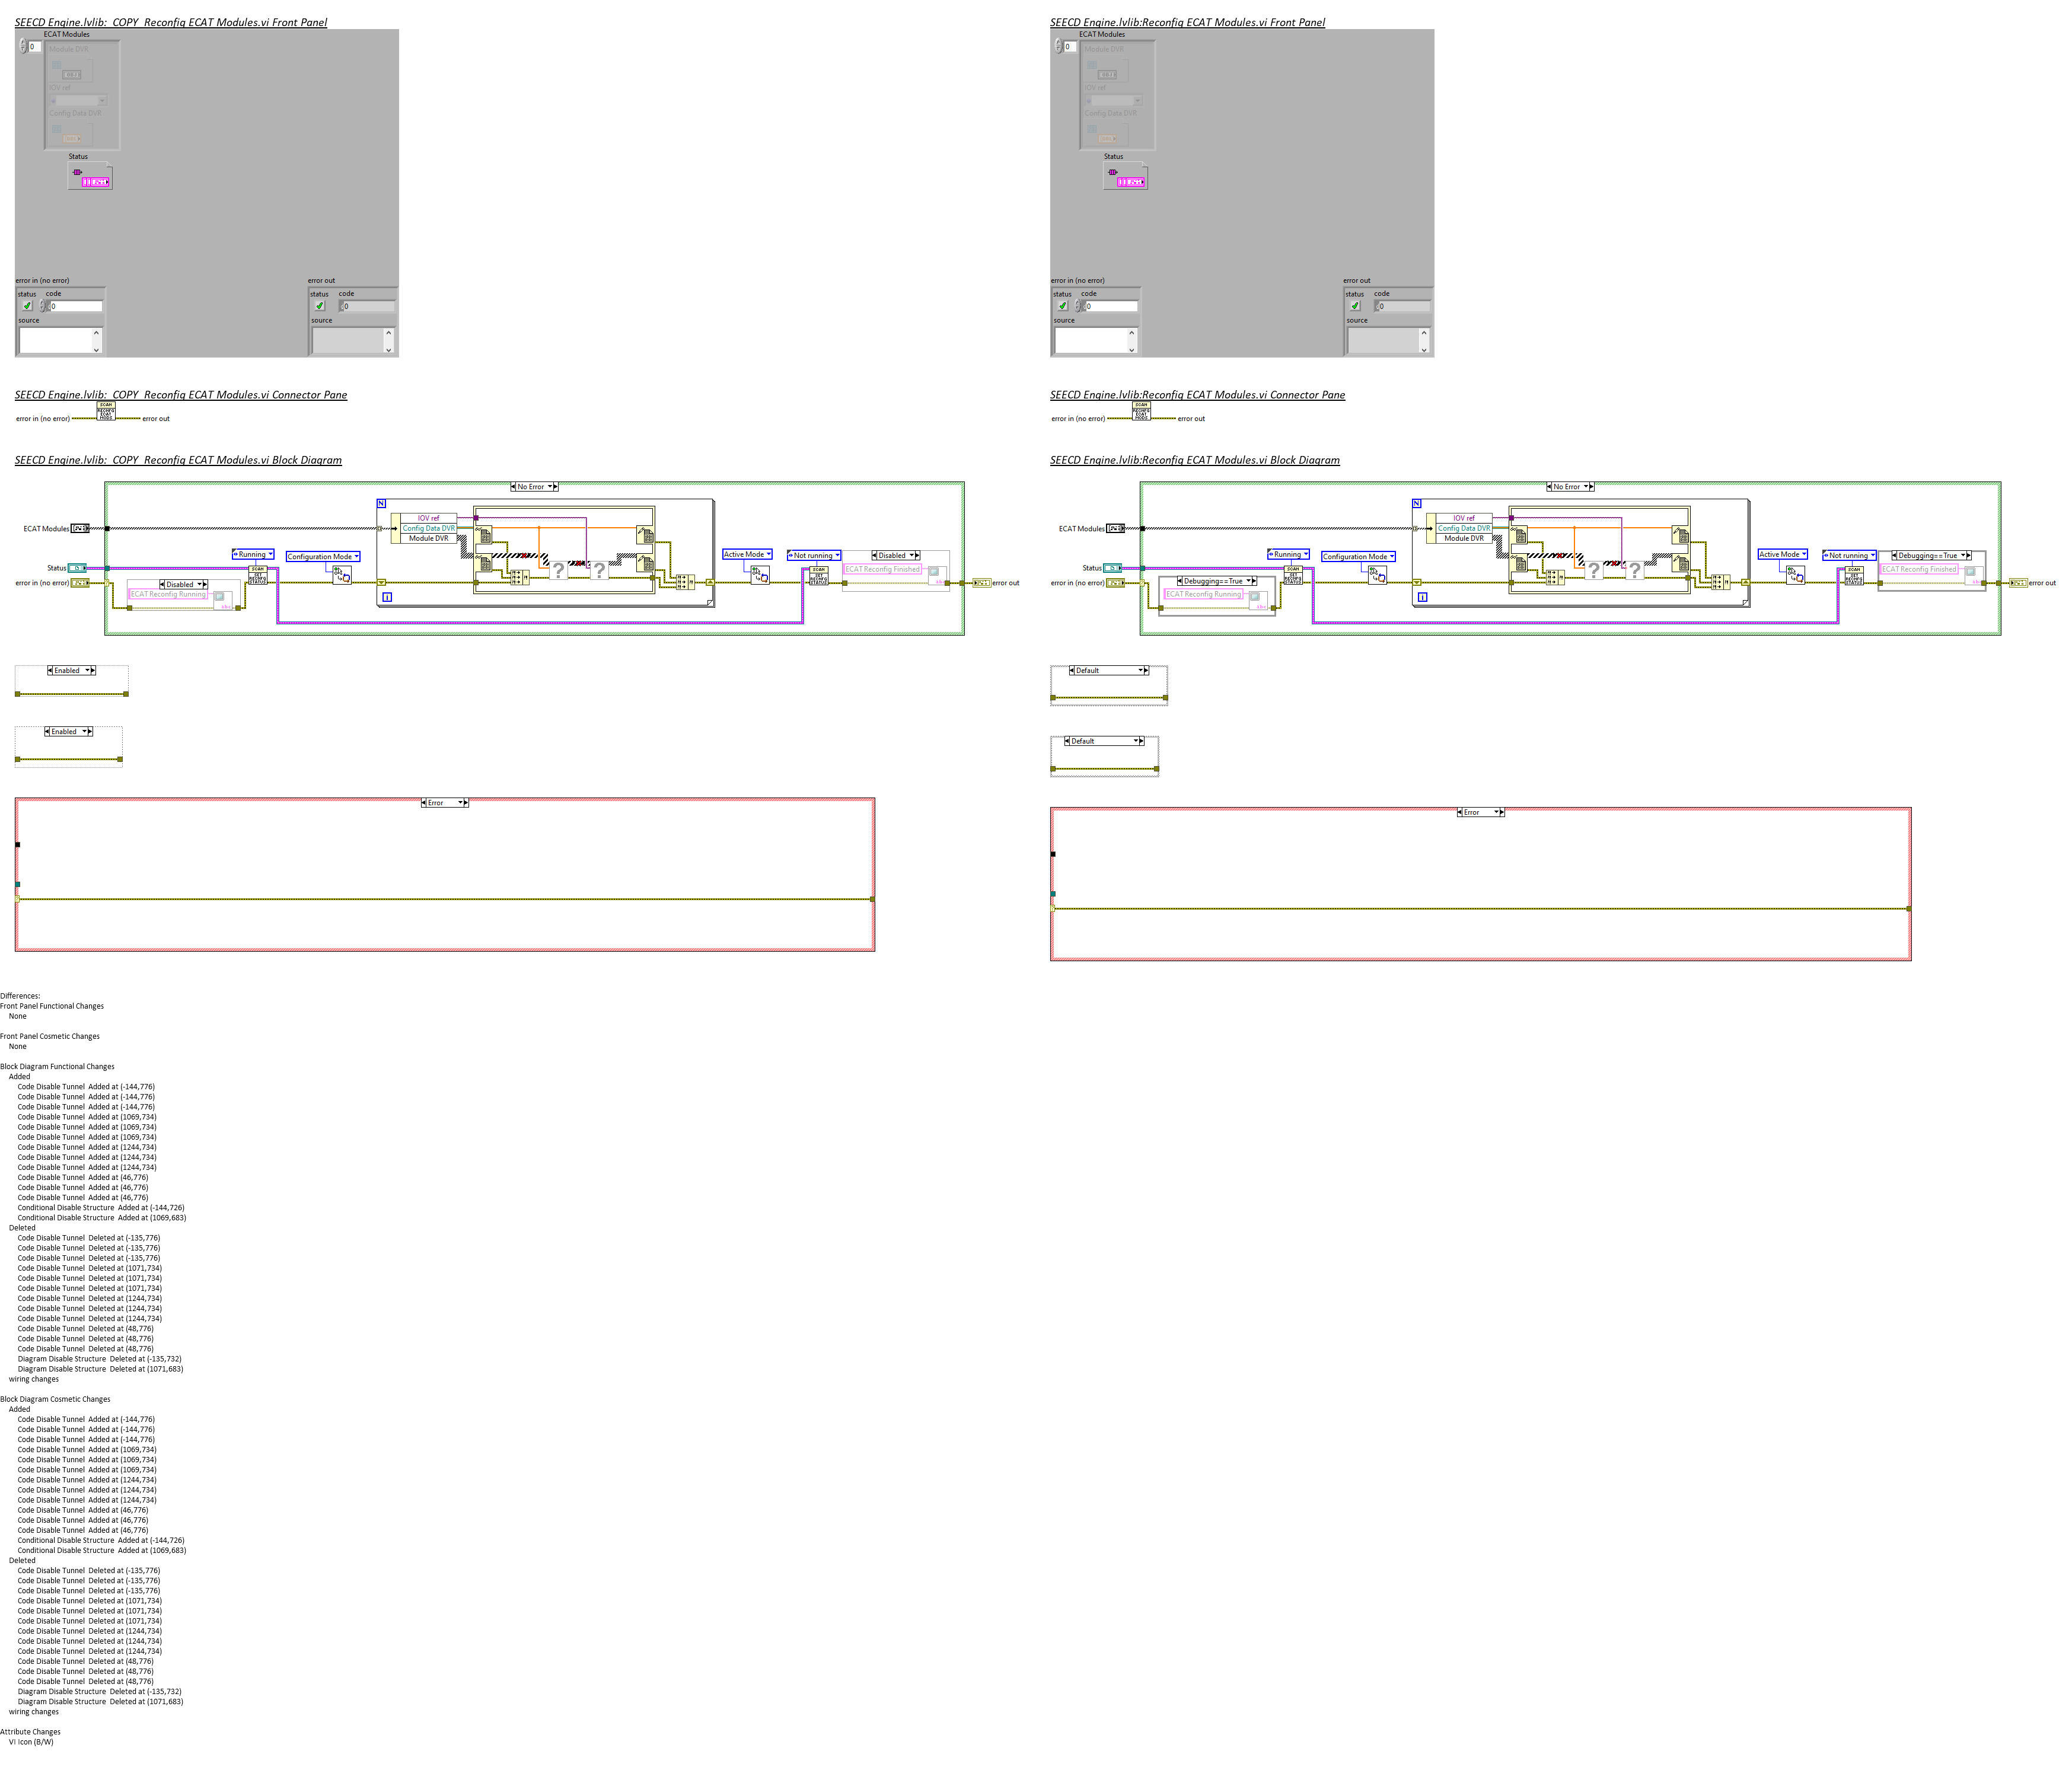 SEECD Engine.lvlib:_COPY_Reconfig ECAT Modules.vi Front Panel
ECAT Modules
0
Module DVR
IOV ref
Config Data DVR
Status
error in (no error)
status code
0
source
error out
status code
0
source
SEECD Engine.lvlib:_COPY_Reconfig ECAT Modules.vi Connector Pane
error in (no error)
error out
SEECD Engine.lvlib:_COPY_Reconfig ECAT Modules.vi Block Diagram
No Error
ECAT Modules
IOV ref
Config Data DVR
Module DVR
Running
Configuration Mode
Active Mode
Not running
Disabled
ECAT Reconfig Finished
Status
error in (no error)
Disabled
ECAT Reconfig Running
error out
Enabled
Enabled
Error
SEECD Engine.lvlib:Reconfig ECAT Modules.vi Front Panel
ECAT Modules
0
Module DVR
IOV ref
Config Data DVR
Status
error in (no error)
status code
0
source
error out
status code
0
source
SEECD Engine.lvlib:Reconfig ECAT Modules.vi Connector Pane
error in (no error)
error out
SEECD Engine.lvlib:Reconfig ECAT Modules.vi Block Diagram
No Error
ECAT Modules
IOV ref
Config Data DVR
Module DVR
Running
Configuration Mode
Active Mode
Not running
Debugging==True
ECAT Reconfig Finished
Status
error in (no error)
Debugging==True
ECAT Reconfig Running
error out
Default
Default
Error
Differences:
Front Panel Functional Changes
None
Front Panel Cosmetic Changes
None
Block Diagram Functional Changes
Added
Code Disable Tunnel Added at (-144,776)
Code Disable Tunnel Added at (-144,776)
Code Disable Tunnel Added at (-144,776)
Code Disable Tunnel Added at (1069,734)
Code Disable Tunnel Added at (1069,734)
Code Disable Tunnel Added at (1069,734)
Code Disable Tunnel Added at (1244,734)
Code Disable Tunnel Added at (1244,734)
Code Disable Tunnel Added at (1244,734)
Code Disable Tunnel Added at (46,776)
Code Disable Tunnel Added at (46,776)
Code Disable Tunnel Added at (46,776)
Conditional Disable Structure Added at (-144,726)
Conditional Disable Structure Added at (1069,683)
Deleted
Code Disable Tunnel Deleted at (-135,776)
Code Disable Tunnel Deleted at (-135,776)
Code Disable Tunnel Deleted at (-135,776)
Code Disable Tunnel Deleted at (1071,734)
Code Disable Tunnel Deleted at (1071,734)
Code Disable Tunnel Deleted at (1071,734)
Code Disable Tunnel Deleted at (1244,734)
Code Disable Tunnel Deleted at (1244,734)
Code Disable Tunnel Deleted at (1244,734)
Code Disable Tunnel Deleted at (48,776)
Code Disable Tunnel Deleted at (48,776)
Code Disable Tunnel Deleted at (48,776)
Diagram Disable Structure Deleted at (-135,732)
Diagram Disable Structure Deleted at (1071,683)
wiring changes
Block Diagram Cosmetic Changes
Added
Code Disable Tunnel Added at (-144,776)
Code Disable Tunnel Added at (-144,776)
Code Disable Tunnel Added at (-144,776)
Code Disable Tunnel Added at (1069,734)
Code Disable Tunnel Added at (1069,734)
Code Disable Tunnel Added at (1069,734)
Code Disable Tunnel Added at (1244,734)
Code Disable Tunnel Added at (1244,734)
Code Disable Tunnel Added at (1244,734)
Code Disable Tunnel Added at (46,776)
Code Disable Tunnel Added at (46,776)
Code Disable Tunnel Added at (46,776)
Conditional Disable Structure Added at (-144,726)
Conditional Disable Structure Added at (1069,683)
Deleted
Code Disable Tunnel Deleted at (-135,776)
Code Disable Tunnel Deleted at (-135,776)
Code Disable Tunnel Deleted at (-135,776)
Code Disable Tunnel Deleted at (1071,734)
Code Disable Tunnel Deleted at (1071,734)
Code Disable Tunnel Deleted at (1071,734)
Code Disable Tunnel Deleted at (1244,734)
Code Disable Tunnel Deleted at (1244,734)
Code Disable Tunnel Deleted at (1244,734)
Code Disable Tunnel Deleted at (48,776)
Code Disable Tunnel Deleted at (48,776)
Code Disable Tunnel Deleted at (48,776)
Diagram Disable Structure Deleted at (-135,732)
Diagram Disable Structure Deleted at (1071,683)
wiring changes
Attribute Changes
VI Icon (B/W)